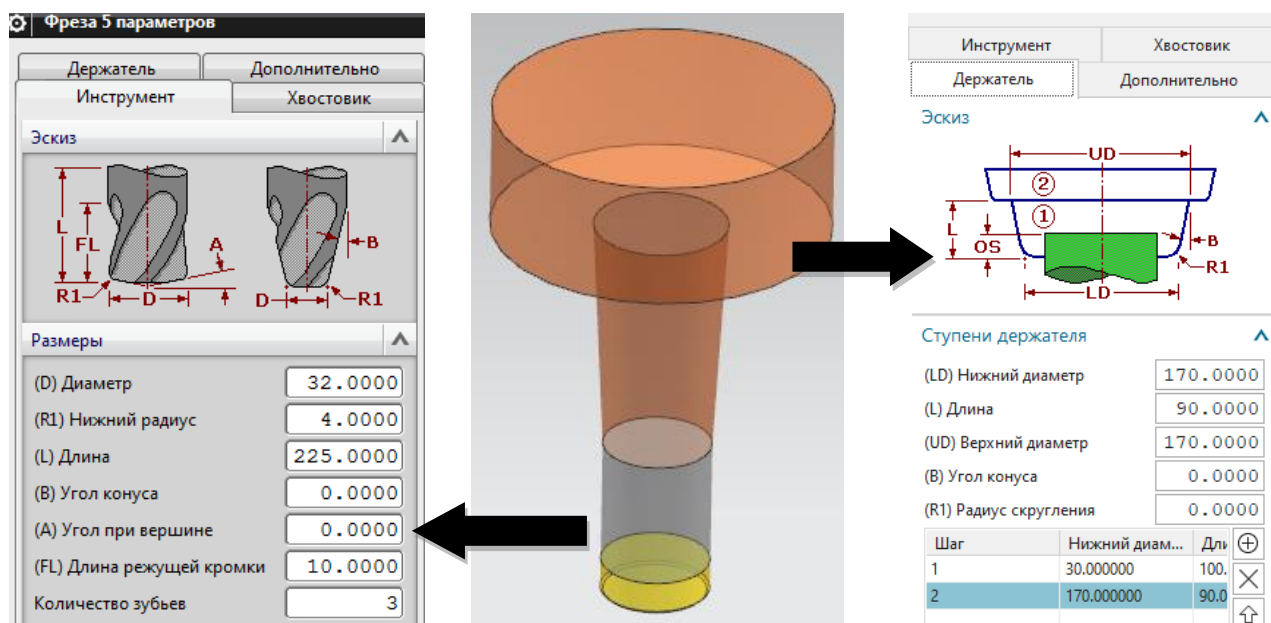 Фреза 5 параметров
Держатель Дополнительно
Инструмент Хвостовик
Эскиз
L
FL
A
B
R1 D D R1
Размеры
(D) Диаметр 32.0000
(R1) Нижний радиус 4.0000
(L) Длина 225.0000
(B) Угол конуса 0.0000
(A) Угол при вершине 0.0000
(FL) Длина режущей кромки 10.0000
Количество зубьев 3
Инструмент Хвостовик
Держатель Дополнительно
Эскиз
UD
2
1
L
OS
B
R1
LD
Ступени держателя
(LD) Нижний диаметр 170.0000
(L) Длина 90.0000
(UD) Верхний диаметр 170.0000
(B) Угол конуса 0.0000
(R1) Радиус скругления 0.0000
Шаг Нижний диам... Дли
1 30.000000 100.
2 170.000000 90.0